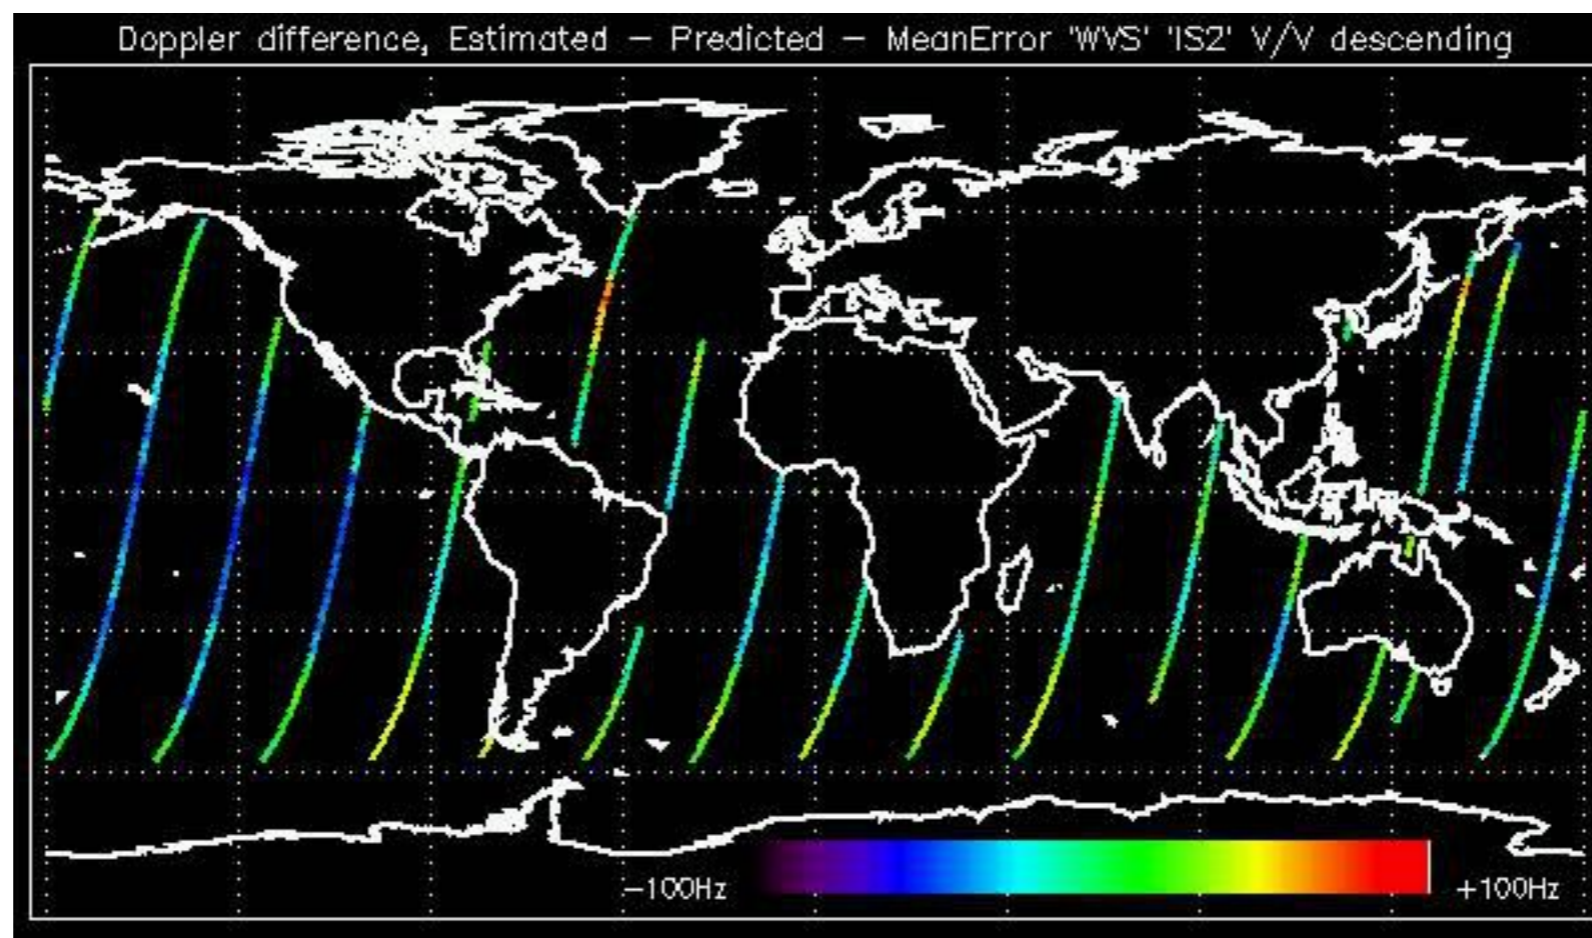 Doppler difference, Estimated – Predicted – MeanError 'WVS' 'IS2' V/V descending
−100Hz
+100Hz